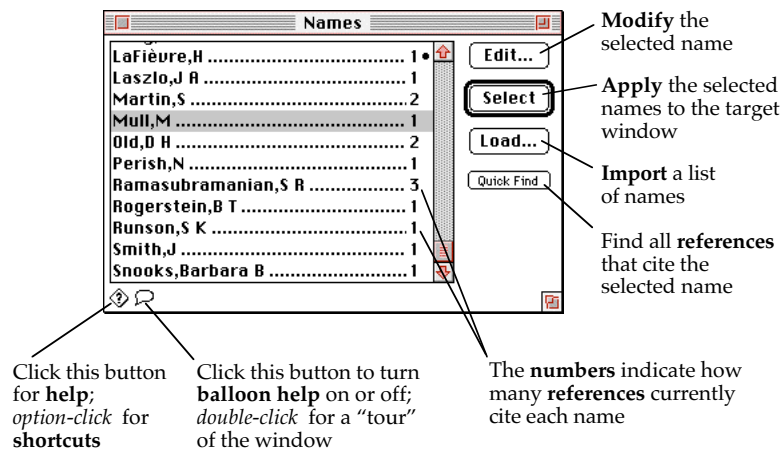 Names
LaFièvre,H ........................................ 1 •
Laszlo,J A ........................................ 1
Martin,S ........................................ 2
Mull,M ........................................ 1
Old,D H ........................................ 2
Perish,N ........................................ 1
Ramasubramanian,S R .................... 3
Rogerstein,B T .............................. 1
Runson,S K .................................... 1
Smith,J ........................................ 1
Snooks,Barbara B .......................... 1
Edit...
Select
Load...
Quick Find
Modify the
selected name
Apply the selected
names to the target
window
Import a list
of names
Find all references
that cite the
selected name
Click this button
for help;
option-click for
shortcuts
Click this button to turn
balloon help on or off;
double-click for a “tour”
of the window
The numbers indicate how
many references currently
cite each name